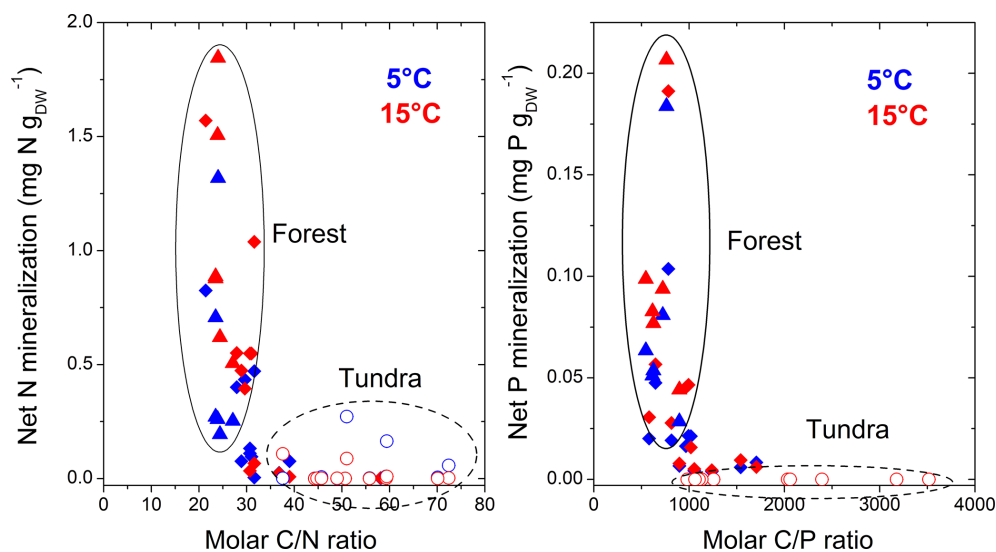 Net N mineralization (mg N g_DW⁻¹)
2.0
1.5
1.0
0.5
0.0
0 10 20 30 40 50 60 70 80
Molar C/N ratio
5°C
15°C
Forest
Tundra
Net P mineralization (mg P g_DW⁻¹)
0.20
0.15
0.10
0.05
0.00
0 1000 2000 3000 4000
Molar C/P ratio
5°C
15°C
Forest
Tundra